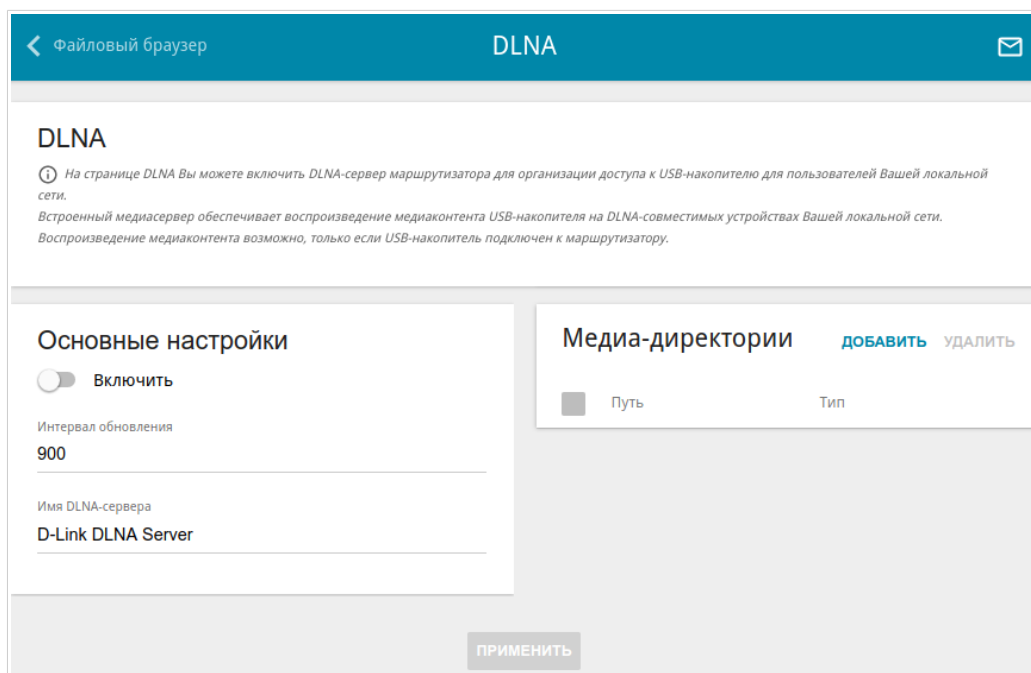 Файловый браузер
DLNA
DLNA
На странице DLNA Вы можете включить DLNA-сервер маршрутизатора для организации доступа к USB-накопителю для пользователей Вашей локальной
сети.
Встроенный медиасервер обеспечивает воспроизведение медиаконтента USB-накопителя на DLNA-совместимых устройствах Вашей локальной сети.
Воспроизведение медиаконтента возможно, только если USB-накопитель подключен к маршрутизатору.
Основные настройки
Включить
Интервал обновления
900
Имя DLNA-сервера
D-Link DLNA Server
Медиа-директории ДОБАВИТЬ УДАЛИТЬ
Путь Тип
ПРИМЕНИТЬ